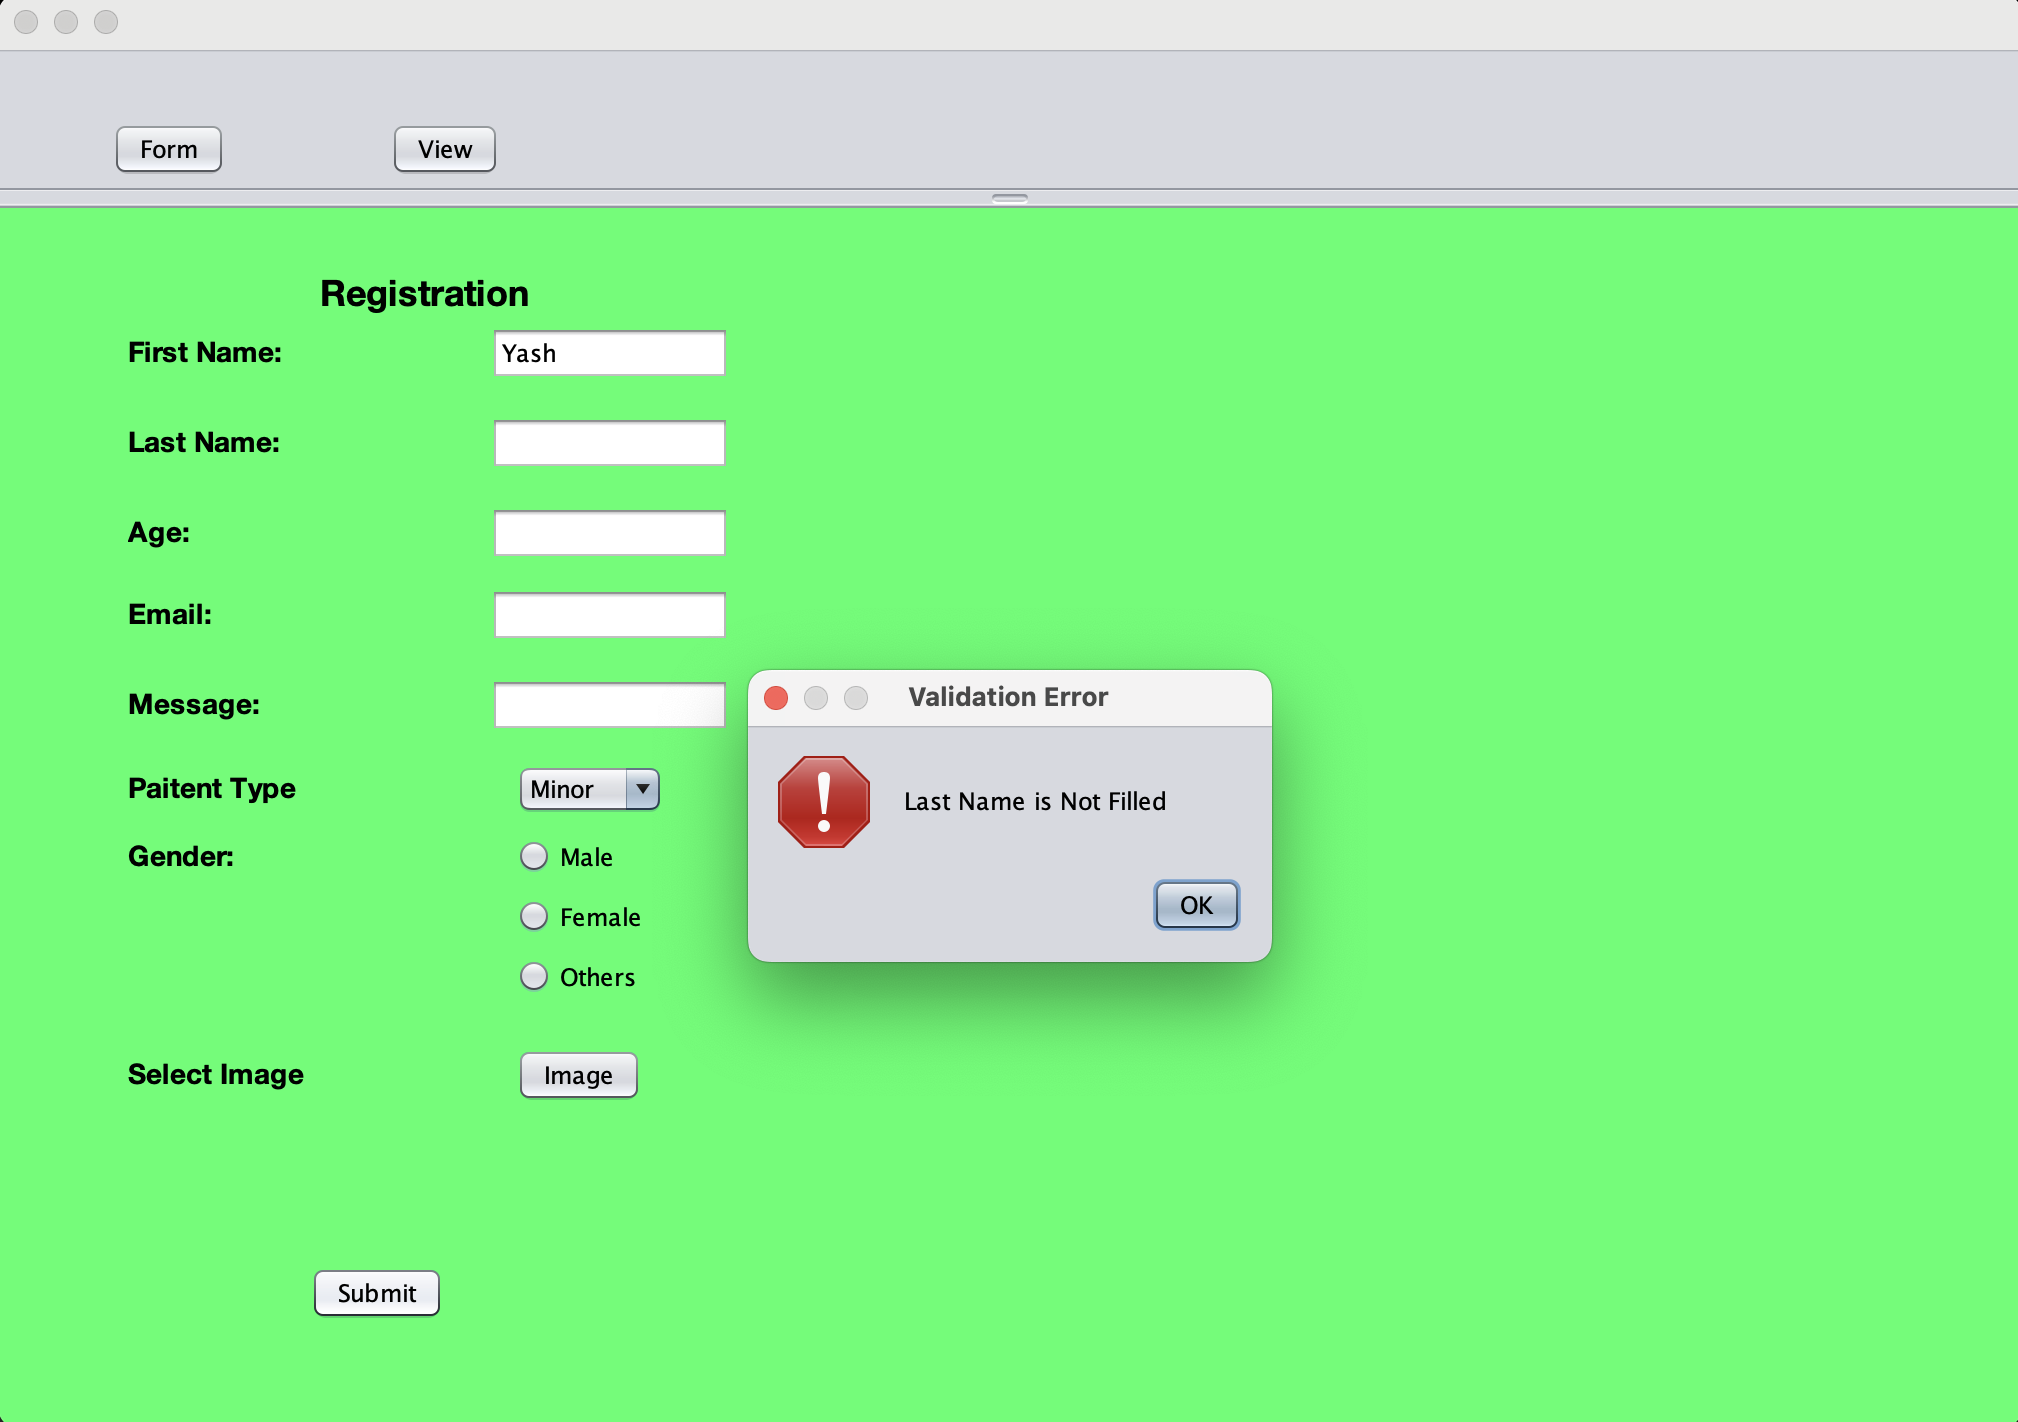 Form View
Registration
First Name: Yash
Last Name:
Age:
Email:
Message:
Paitent Type Minor
Gender: Male
Female
Others
Select Image Image
Submit
Validation Error
Last Name is Not Filled
OK